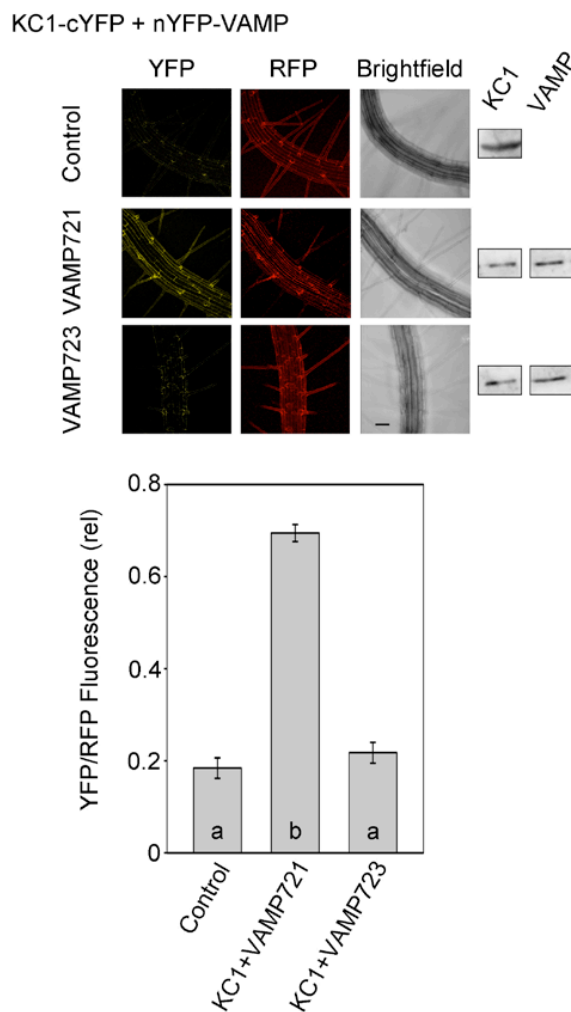 KC1-cYFP + nYFP-VAMP
YFP RFP Brightfield KC1 VAMP
Control
VAMP721
VAMP723
YFP/RFP Fluorescence (rel)
0.8
0.6
0.4
0.2
0
a b a
Control
KC1+VAMP721
KC1+VAMP723